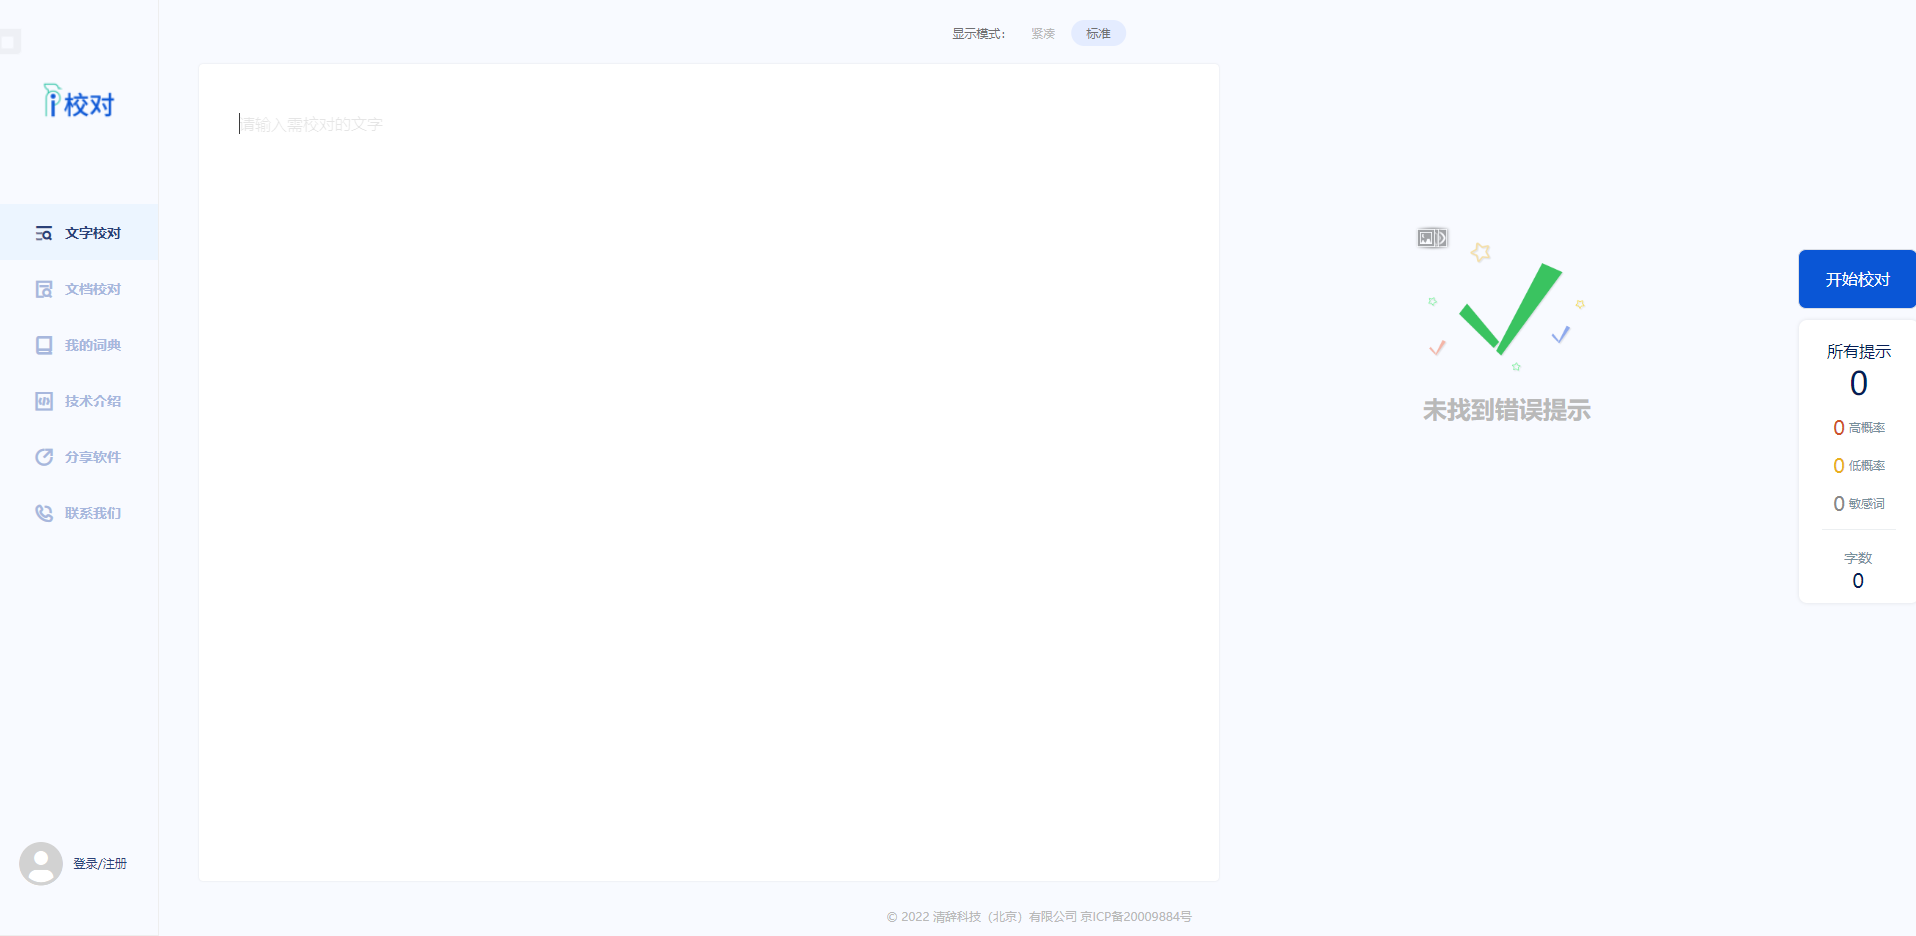 显示模式：
紧凑
标准
i校对
请输入需校对的文字
文字校对
文档校对
我的词典
技术介绍
分享软件
联系我们
登录/注册
未找到错误提示
开始校对
所有提示
0
0 高概率
0 低概率
0 敏感词
字数
0
© 2022 清辞科技（北京）有限公司 京ICP备20009884号